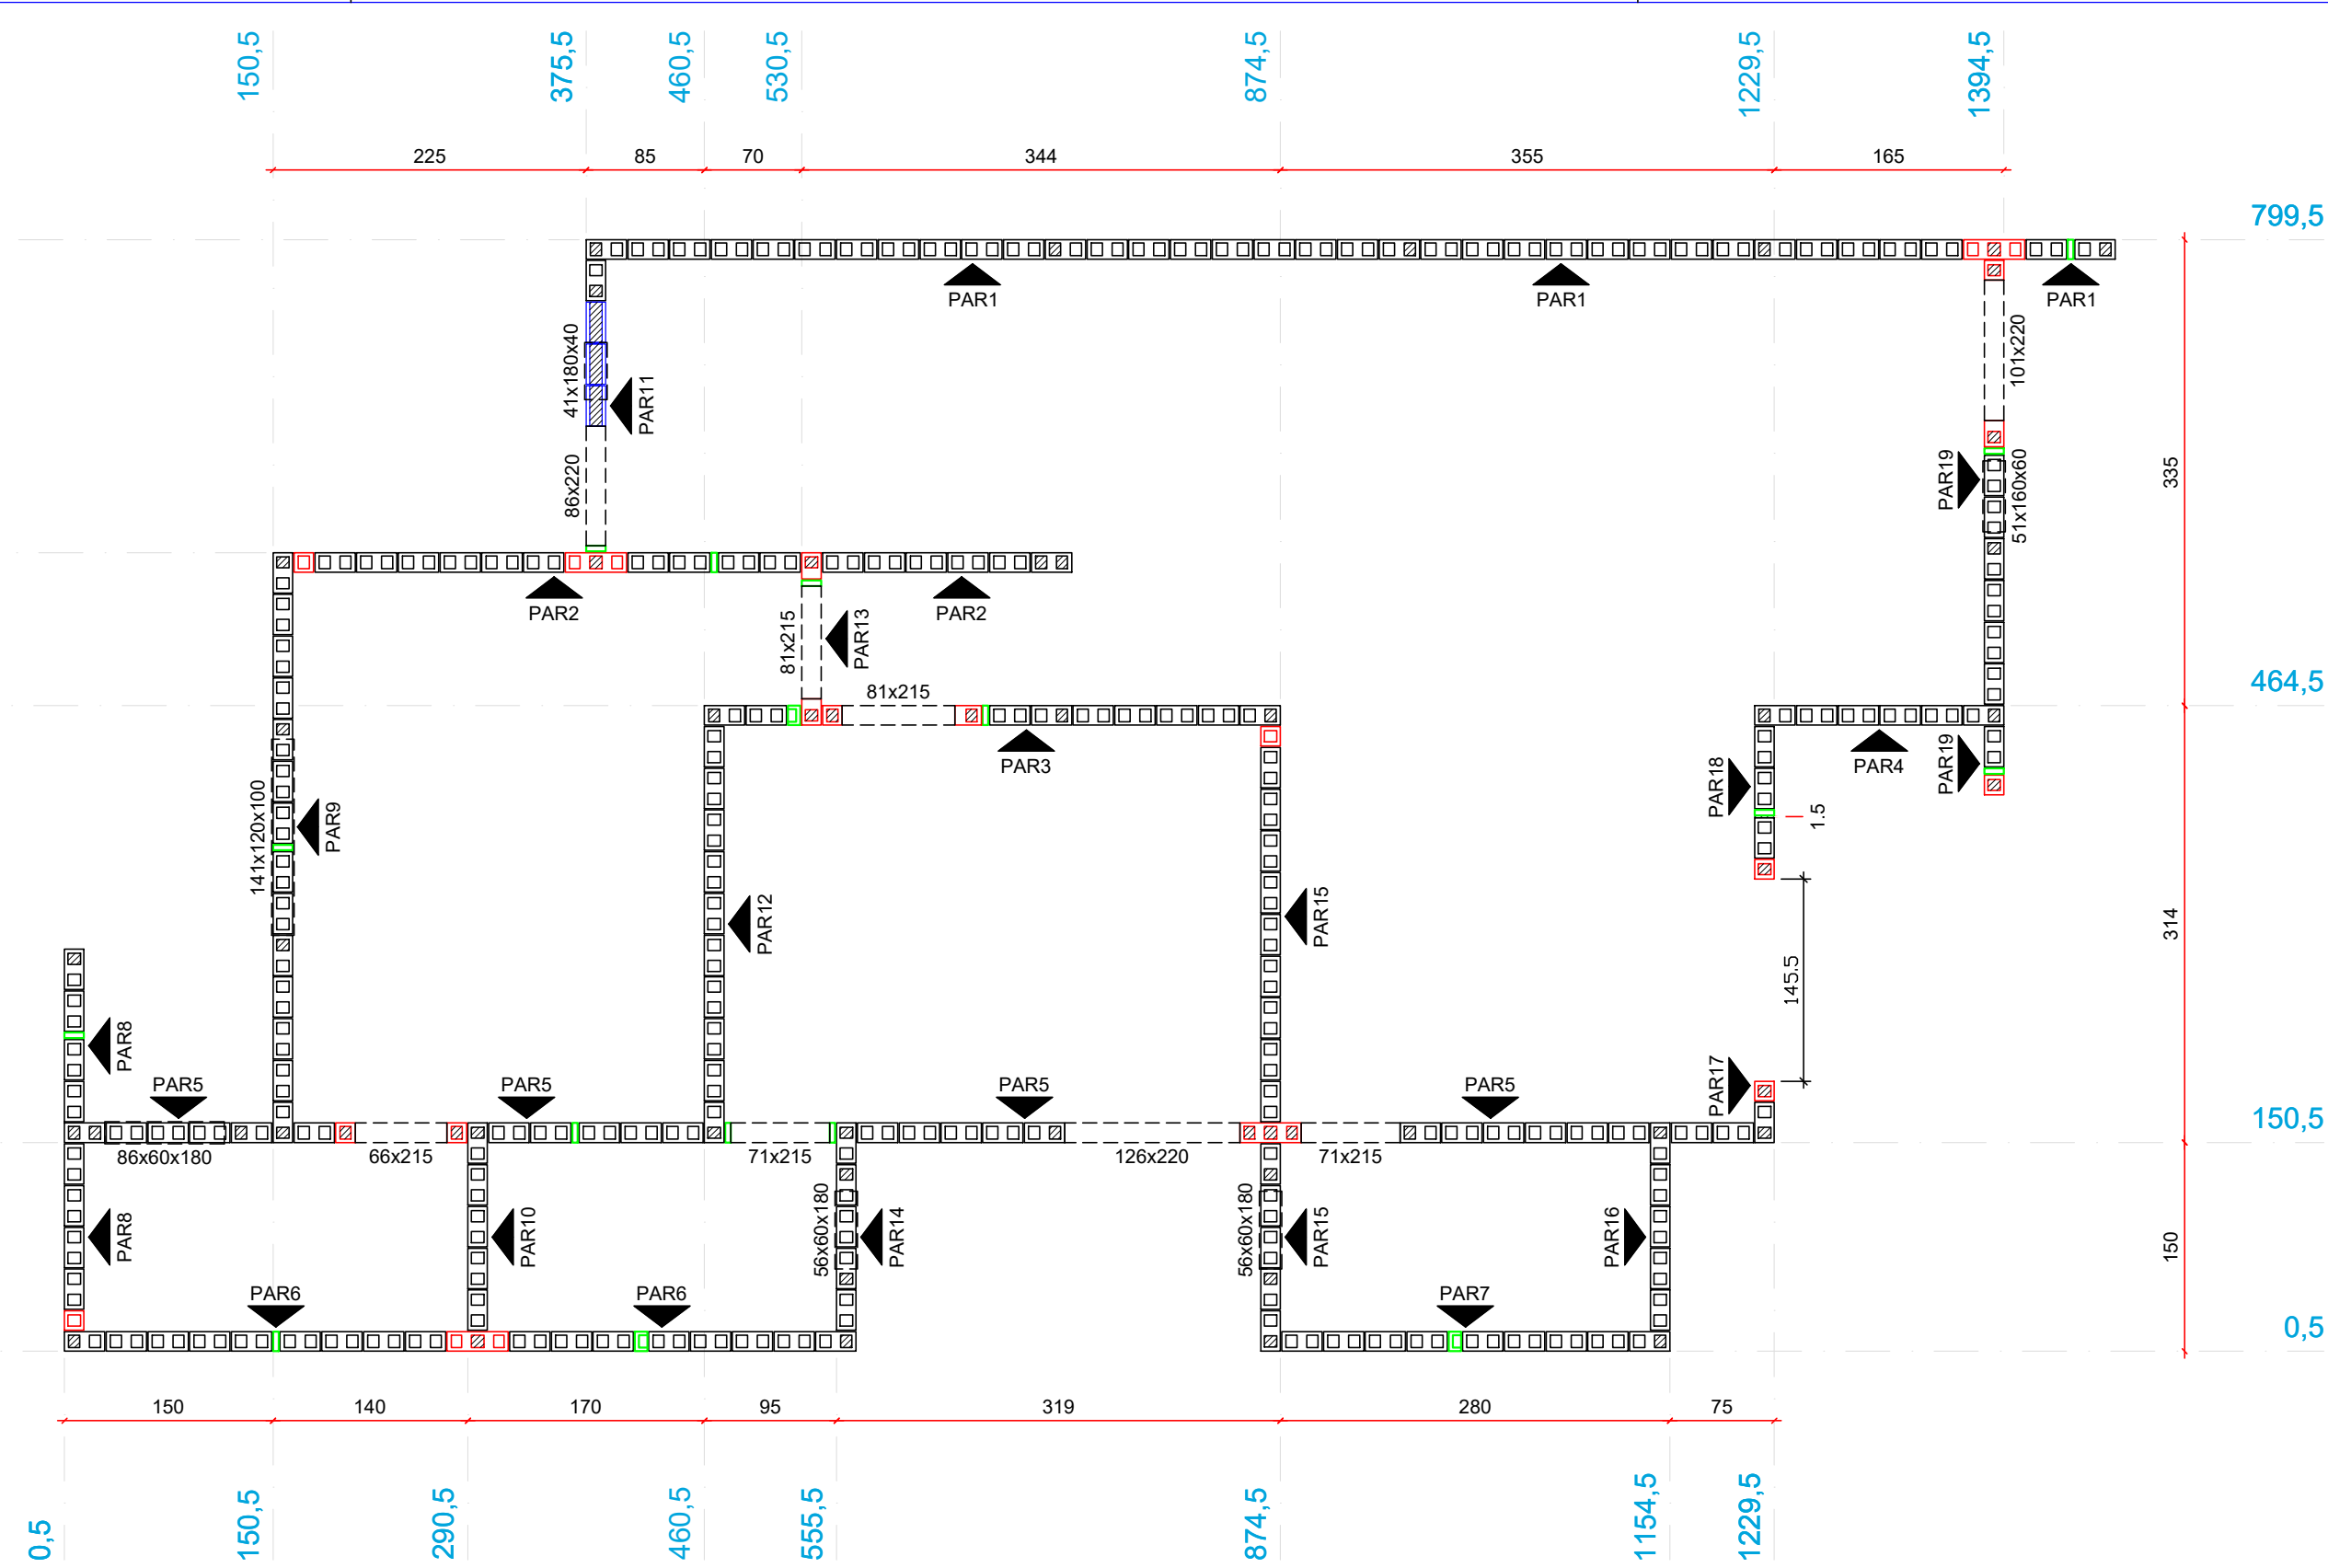 150,5
375,5
460,5
530,5
874,5
1229,5
1394,5
225
85
70
344
355
165
799,5
PAR1
PAR1
PAR1
41x180x40
PAR11
101x220
86x220
PAR19
51x160x60
335
PAR2
PAR2
81x215
PAR13
81x215
464,5
PAR3
PAR18
PAR4
PAR19
1.5
141x120x100
PAR9
PAR12
PAR15
314
145.5
PAR8
PAR5
PAR5
PAR5
PAR5
PAR17
150,5
86x60x180
66x215
71x215
126x220
71x215
PAR8
PAR10
56x60x180
PAR14
56x60x180
PAR15
PAR16
150
PAR6
PAR6
PAR7
0,5
150
140
170
95
319
280
75
0,5
150,5
290,5
460,5
555,5
874,5
1154,5
1229,5